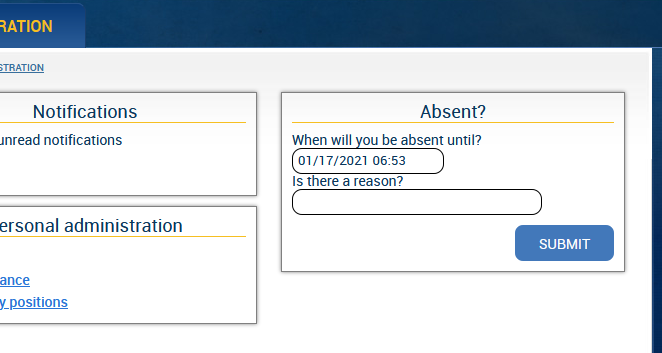 RATION
STRATION
Notifications
unread notifications
ersonal administration
ance
y positions
Absent?
When will you be absent until?
01/17/2021 06:53
Is there a reason?
SUBMIT